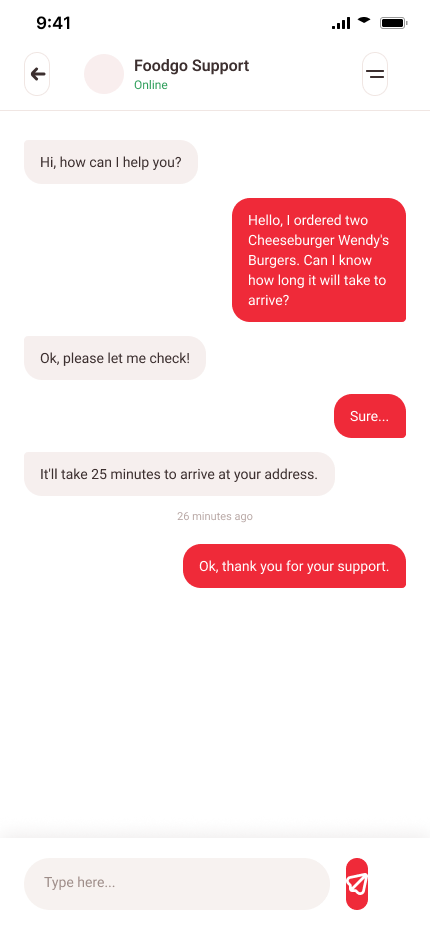 9:41
Foodgo Support
Online
Hi, how can I help you?
Hello, I ordered two
Cheeseburger Wendy's
Burgers. Can I know
how long it will take to
arrive?
Ok, please let me check!
Sure...
It'll take 25 minutes to arrive at your address.
26 minutes ago
Ok, thank you for your support.
Type here...